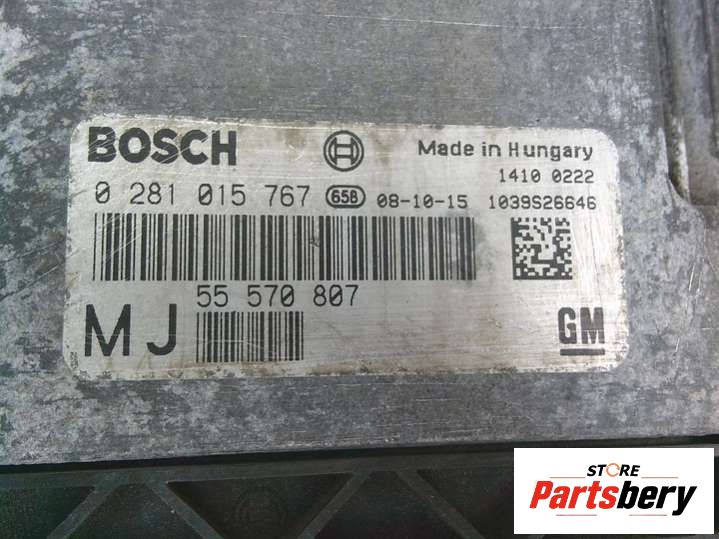 BOSCH
Made in Hungary
1410 0222
0 281 015 767 65B 08-10-15 1039S26646
55 570 807
MJ
GM
STORE
Partsbery